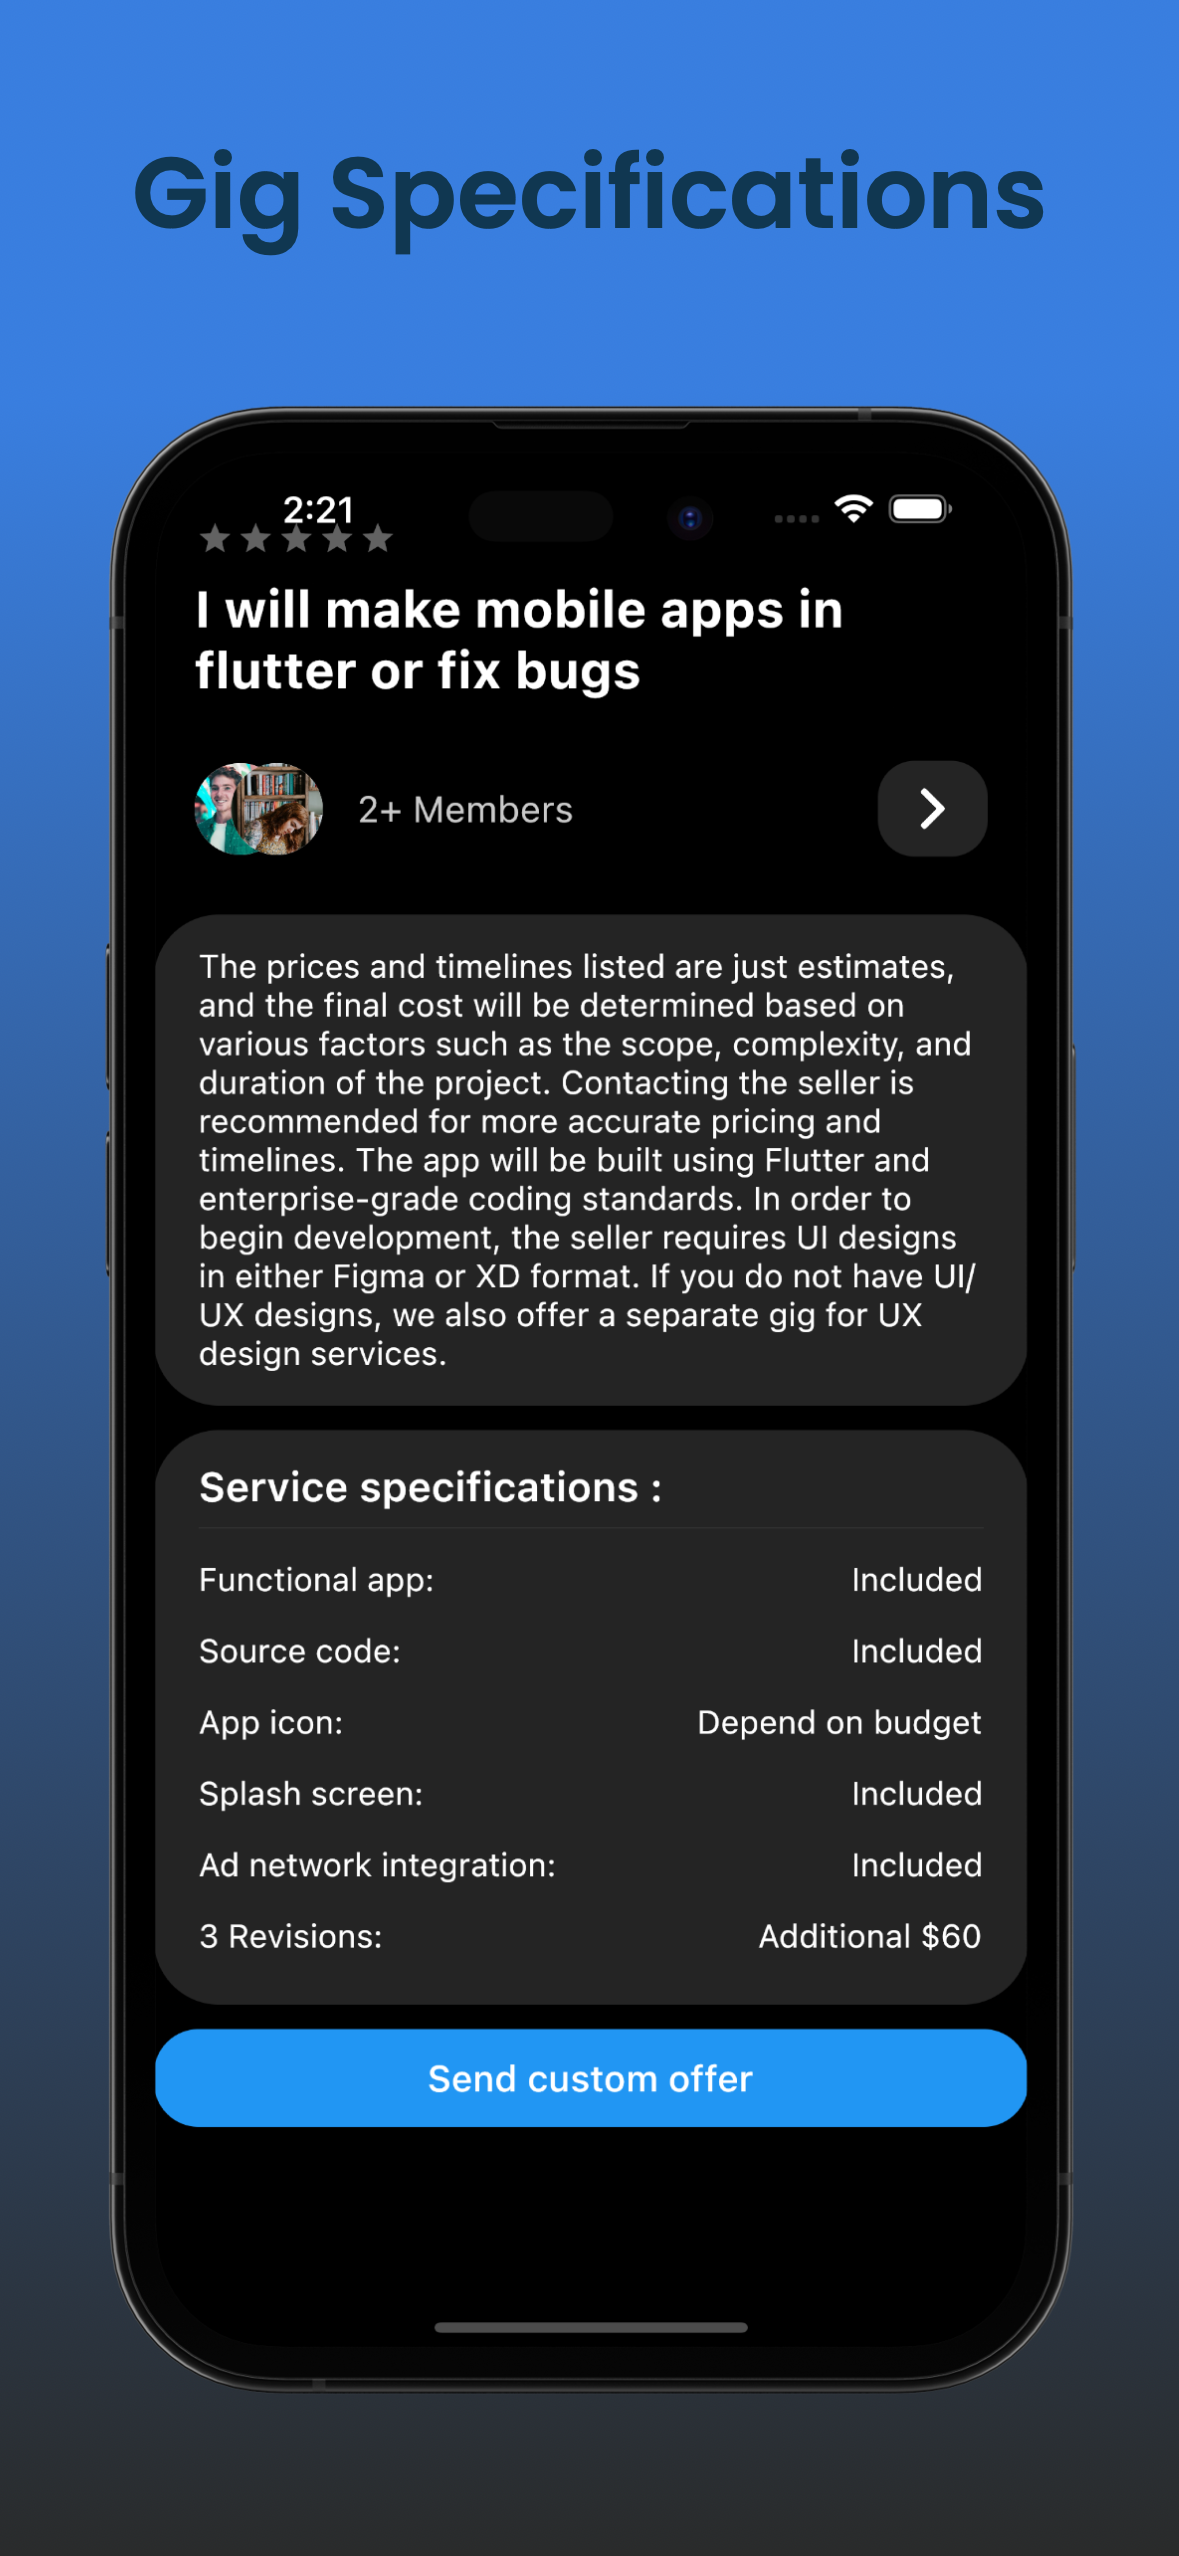 Gig Specifications
2:21
I will make mobile apps in
flutter or fix bugs
2+ Members
The prices and timelines listed are just estimates,
and the final cost will be determined based on
various factors such as the scope, complexity, and
duration of the project. Contacting the seller is
recommended for more accurate pricing and
timelines. The app will be built using Flutter and
enterprise-grade coding standards. In order to
begin development, the seller requires UI designs
in either Figma or XD format. If you do not have UI/
UX designs, we also offer a separate gig for UX
design services.
Service specifications :
Functional app: Included
Source code: Included
App icon: Depend on budget
Splash screen: Included
Ad network integration: Included
3 Revisions: Additional $60
Send custom offer